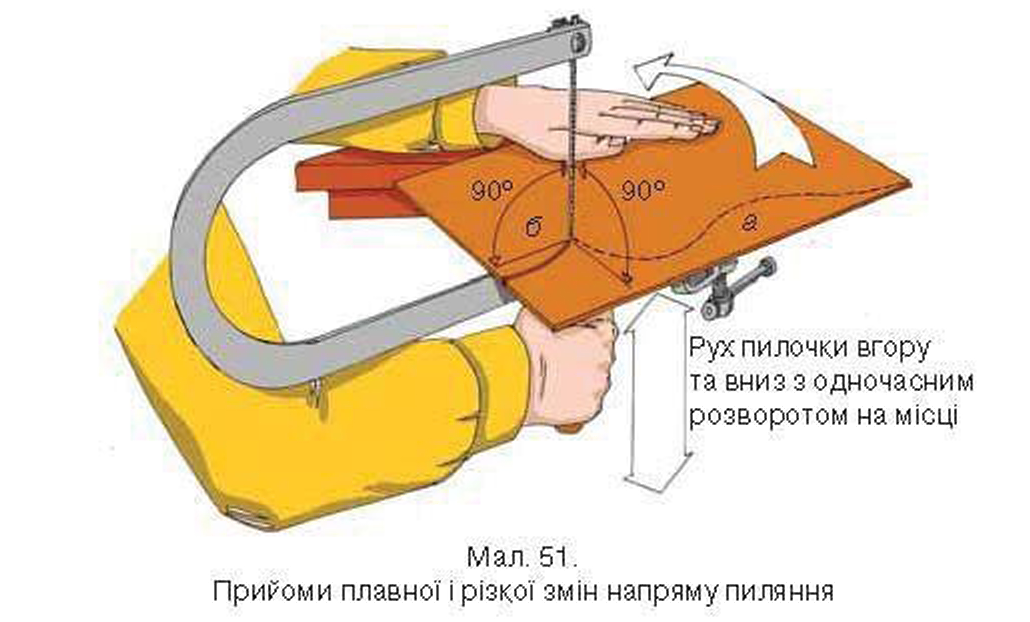 90° 90°
б а
Рух пилочки вгору
та вниз з одночасним
розворотом на місці
Мал. 51.
Прийоми плавної і різкої змін напряму пиляння